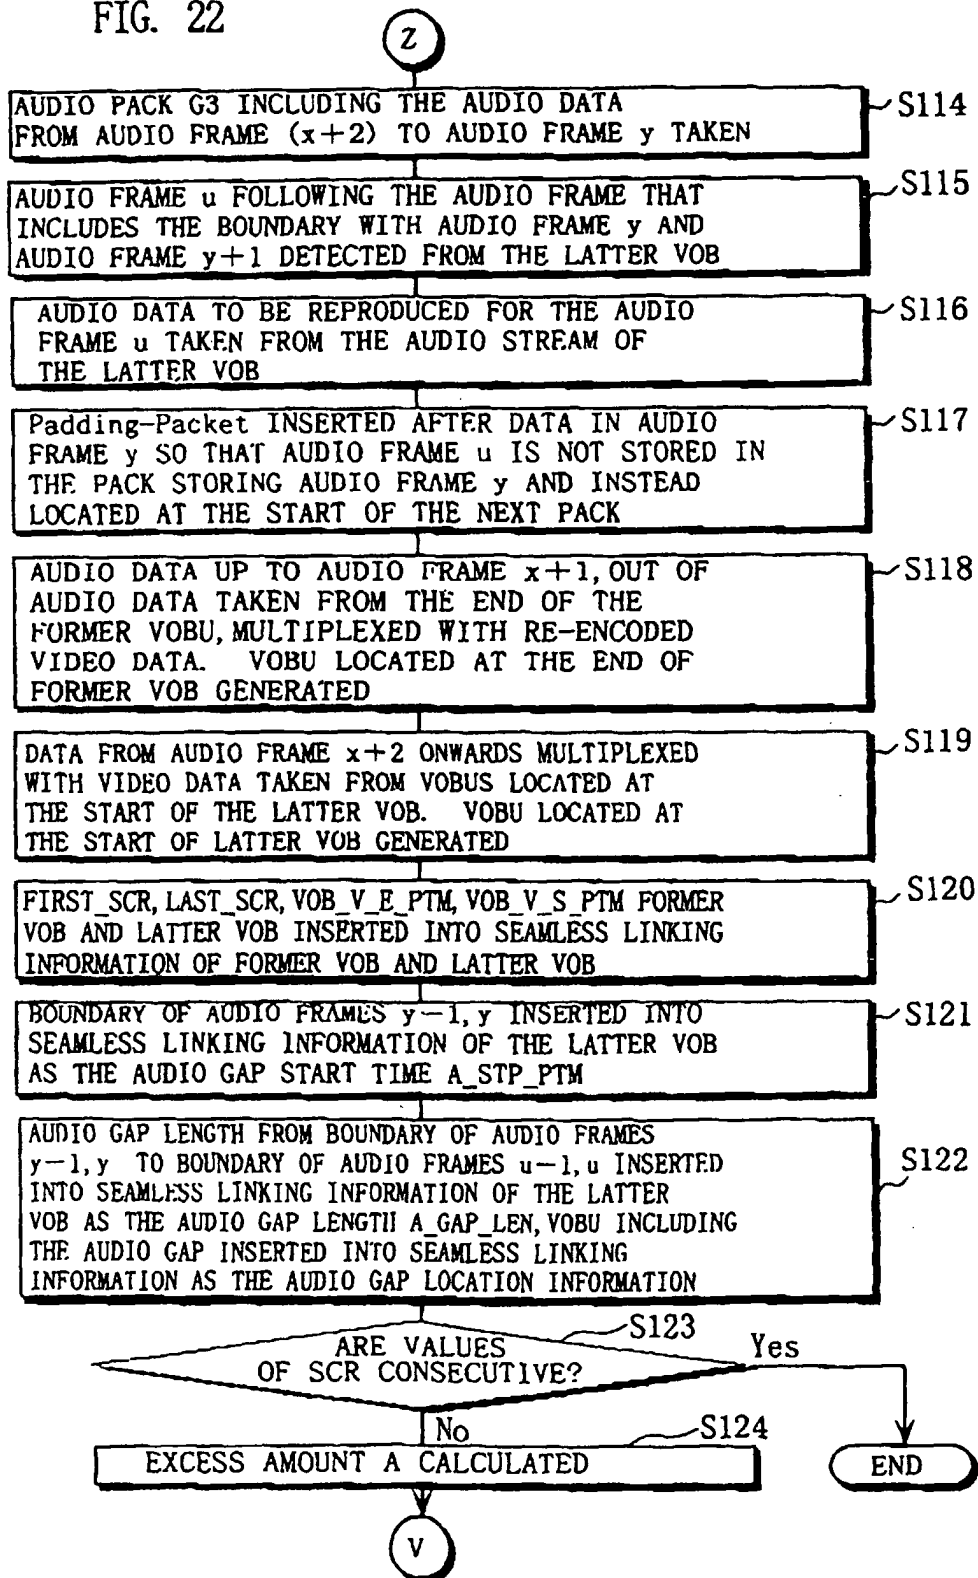 FIG. 22
Z
AUDIO PACK G3 INCLUDING THE AUDIO DATA
FROM AUDIO FRAME (x+2) TO AUDIO FRAME y TAKEN
S114
AUDIO FRAME u FOLLOWING THE AUDIO FRAME THAT
INCLUDES THE BOUNDARY WITH AUDIO FRAME y AND
AUDIO FRAME y+1 DETECTED FROM THE LATTER VOB
S115
AUDIO DATA TO BE REPRODUCED FOR THE AUDIO
FRAME u TAKEN FROM THE AUDIO STREAM OF
THE LATTER VOB
S116
Padding-Packet INSERTED AFTER DATA IN AUDIO
FRAME y SO THAT AUDIO FRAME u IS NOT STORED IN
THE PACK STORING AUDIO FRAME y AND INSTEAD
LOCATED AT THE START OF THE NEXT PACK
S117
AUDIO DATA UP TO AUDIO FRAME x+1, OUT OF
AUDIO DATA TAKEN FROM THE END OF THE
FORMER VOBU, MULTIPLEXED WITH RE-ENCODED
VIDEO DATA. VOBU LOCATED AT THE END OF
FORMER VOB GENERATED
S118
DATA FROM AUDIO FRAME x+2 ONWARDS MULTIPLEXED
WITH VIDEO DATA TAKEN FROM VOBUS LOCATED AT
THE START OF THE LATTER VOB. VOBU LOCATED AT
THE START OF LATTER VOB GENERATED
S119
FIRST_SCR, LAST_SCR, VOB_V_E_PTM, VOB_V_S_PTM FORMER
VOB AND LATTER VOB INSERTED INTO SEAMLESS LINKING
INFORMATION OF FORMER VOB AND LATTER VOB
S120
BOUNDARY OF AUDIO FRAMES y-1, y INSERTED INTO
SEAMLESS LINKING INFORMATION OF THE LATTER VOB
AS THE AUDIO GAP START TIME A_STP_PTM
S121
AUDIO GAP LENGTH FROM BOUNDARY OF AUDIO FRAMES
y-1, y TO BOUNDARY OF AUDIO FRAMES u-1, u INSERTED
INTO SEAMLESS LINKING INFORMATION OF THE LATTER
VOB AS THE AUDIO GAP LENGTH A_GAP_LEN, VOBU INCLUDING
THE AUDIO GAP INSERTED INTO SEAMLESS LINKING
INFORMATION AS THE AUDIO GAP LOCATION INFORMATION
S122
S123
ARE VALUES
OF SCR CONSECUTIVE?
Yes
No
S124
EXCESS AMOUNT A CALCULATED
END
V